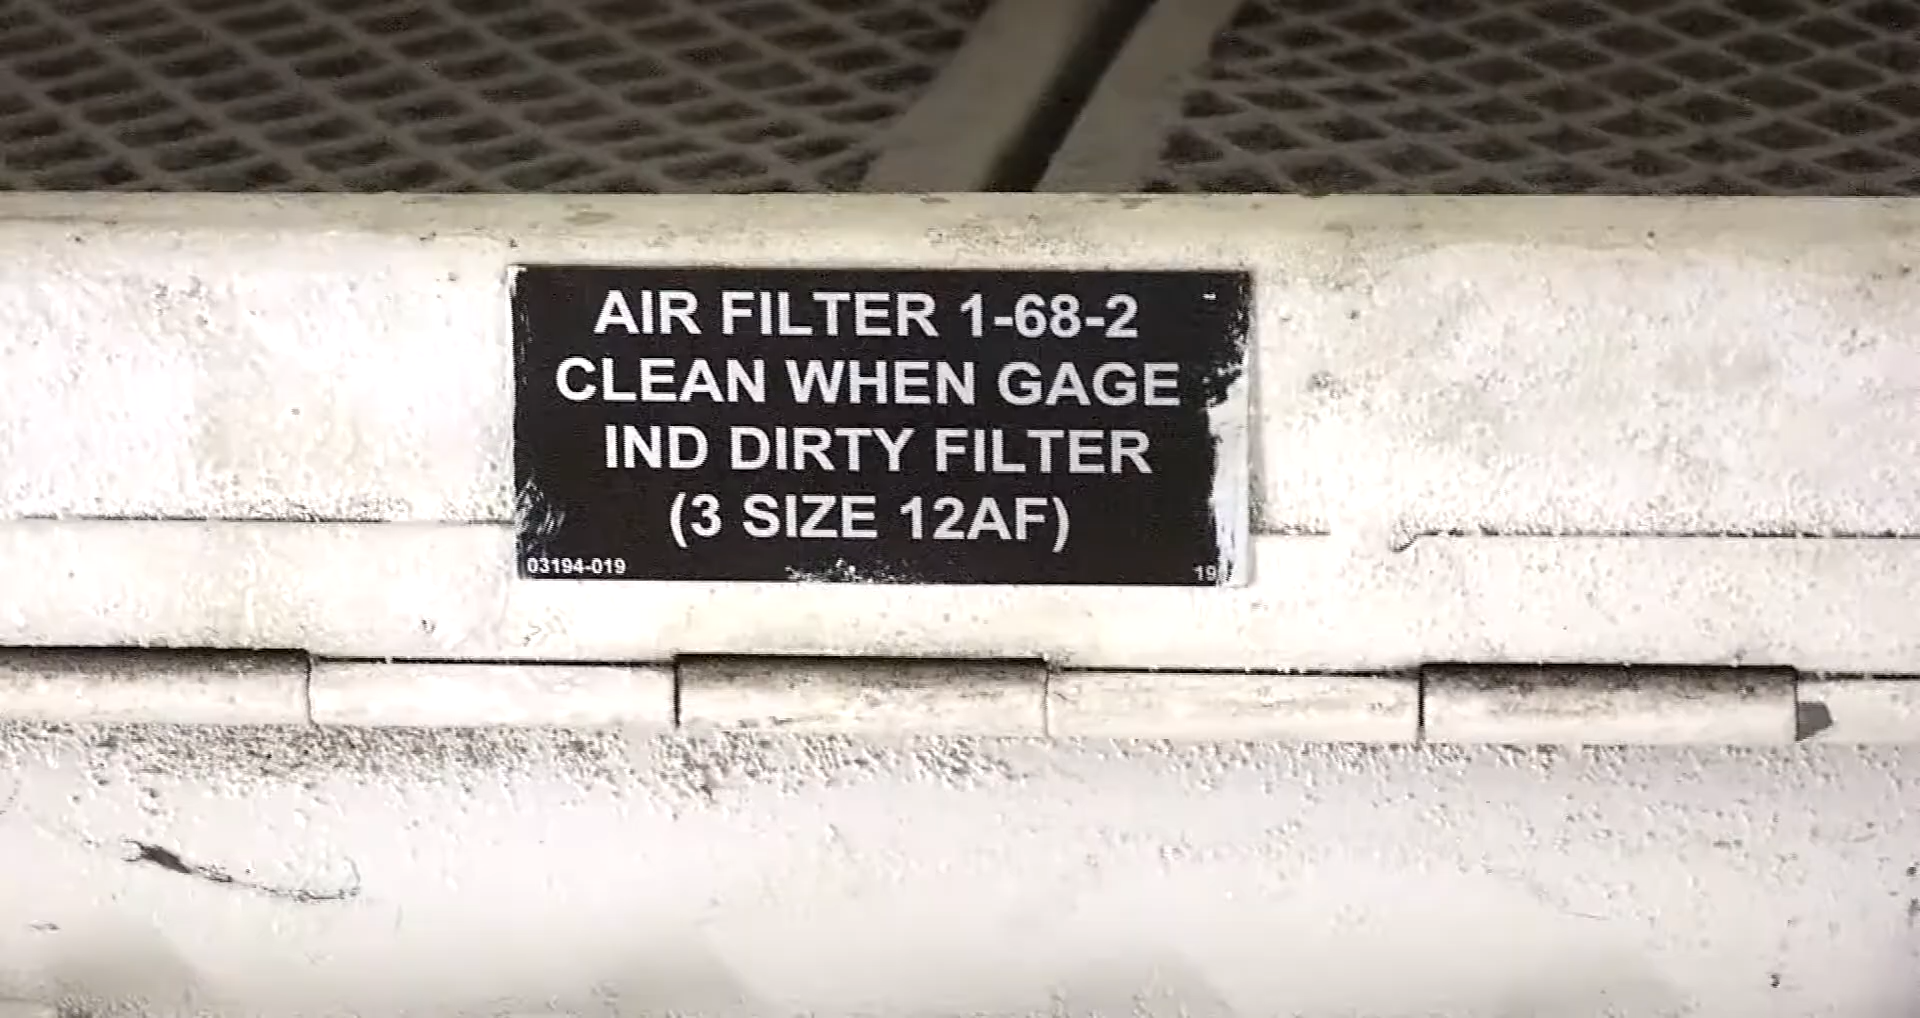 AIR FILTER 1-68-2
CLEAN WHEN GAGE
IND DIRTY FILTER
(3 SIZE 12AF)
03194-019